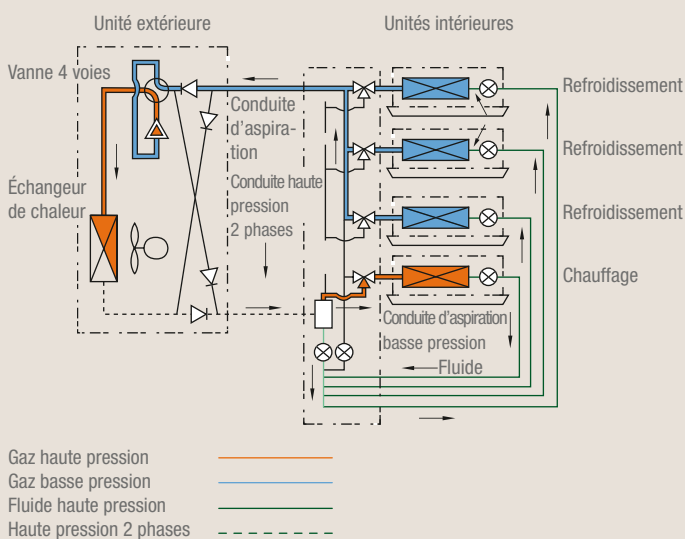 Unité extérieure
Unités intérieures
Vanne 4 voies
Refroidissement
Conduite
d'aspira-
tion
Refroidissement
Conduite haute
pression
2 phases
Échangeur
de chaleur
Refroidissement
Chauffage
Conduite d'aspiration
basse pression
Fluide
Gaz haute pression
Gaz basse pression
Fluide haute pression
Haute pression 2 phases